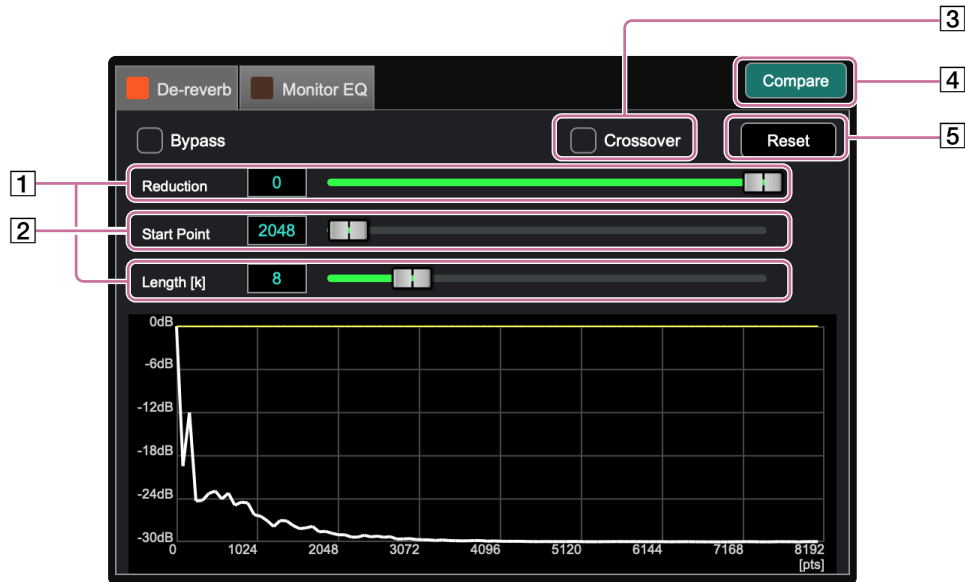 3
De-reverb Monitor EQ Compare 4
Bypass Crossover Reset 5
1 Reduction 0
2 Start Point 2048
Length [k] 8
0dB
-6dB
-12dB
-18dB
-24dB
-30dB
0 1024 2048 3072 4096 5120 6144 7168 8192
[pts]